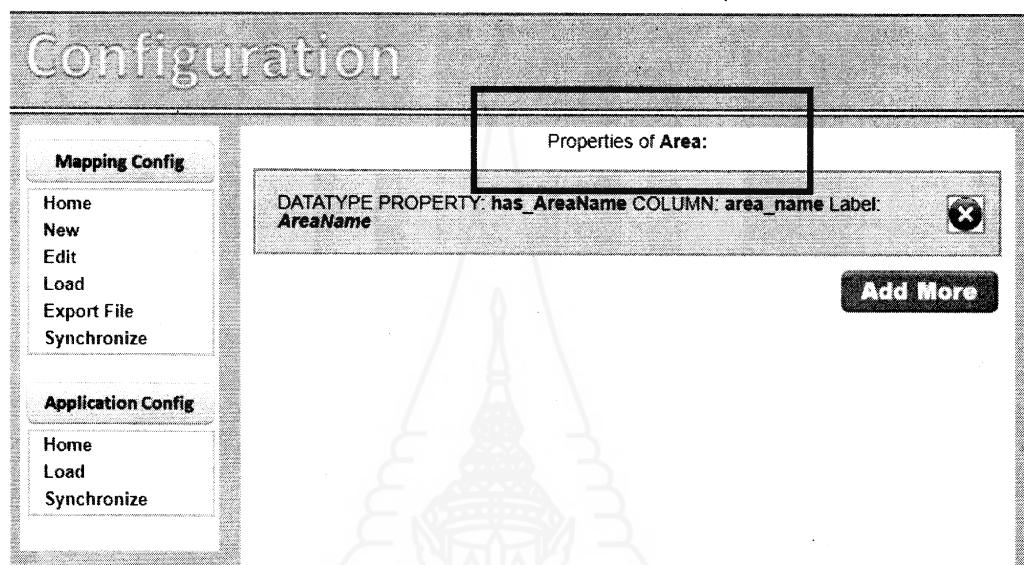 Configuration
Mapping Config
Home
New
Edit
Load
Export File
Synchronize
Application Config
Home
Load
Synchronize
Properties of Area:
DATATYPE PROPERTY: has_AreaName COLUMN: area_name Label:
AreaName
Add More